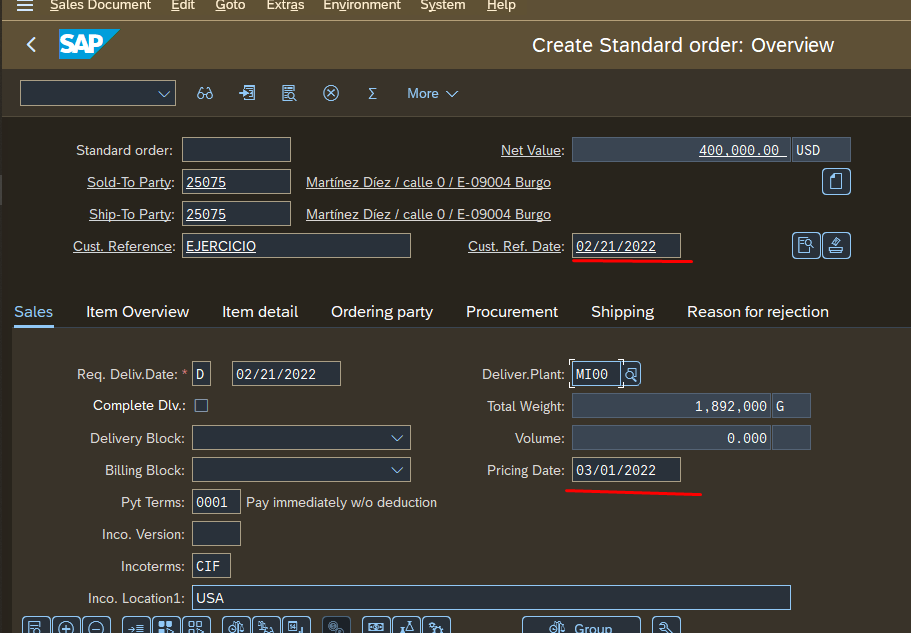 Sales Document Edit Goto Extras Environment System Help
SAP Create Standard order: Overview
More
Standard order: Net Value: 400,000.00 USD
Sold-To Party: 25075 Martínez Díez / calle 0 / E-09004 Burgo
Ship-To Party: 25075 Martínez Díez / calle 0 / E-09004 Burgo
Cust. Reference: EJERCICIO Cust. Ref. Date: 02/21/2022
Sales Item Overview Item detail Ordering party Procurement Shipping Reason for rejection
Req. Deliv.Date: * D 02/21/2022 Deliver.Plant: MI00
Complete Dlv.: Total Weight: 1,892,000 G
Delivery Block: Volume: 0.000
Billing Block: Pricing Date: 03/01/2022
Pyt Terms: 0001 Pay immediately w/o deduction
Inco. Version:
Incoterms: CIF
Inco. Location1: USA
Group